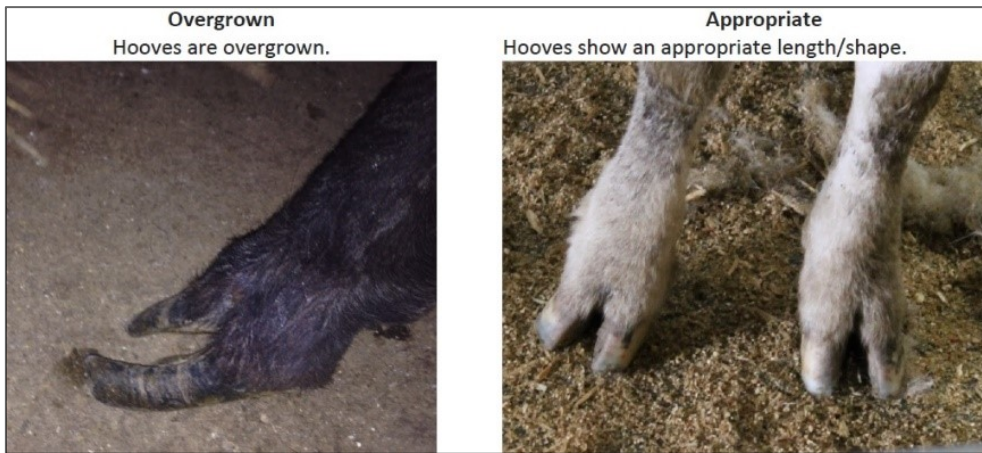 Overgrown
Hooves are overgrown.
Appropriate
Hooves show an appropriate length/shape.